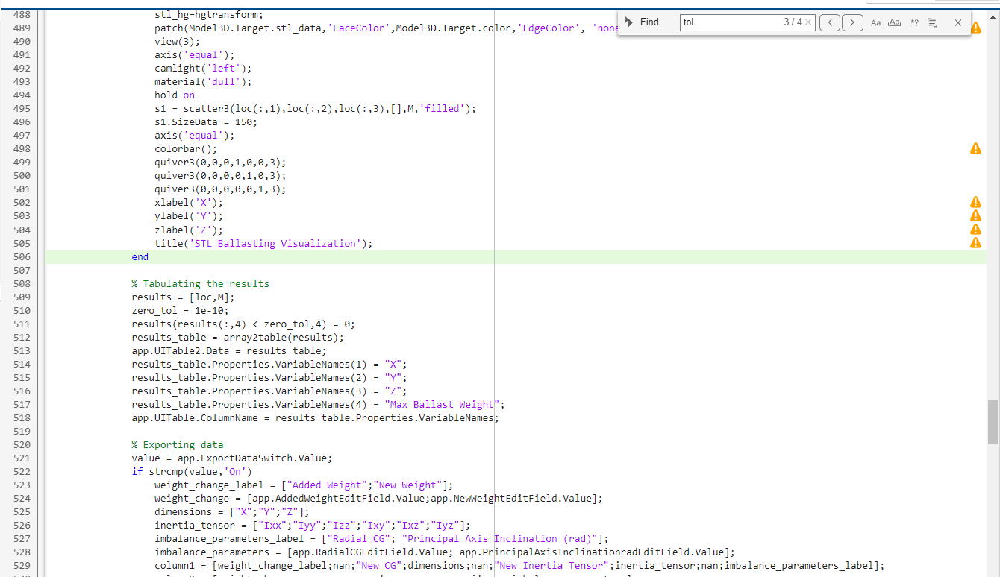 Find tol 3 / 4 Aa Ab .*
488 stl_hg=hgtransform;
489 patch(Model3D.Target.stl_data,'FaceColor',Model3D.Target.color,'EdgeColor', 'none
490 view(3);
491 axis('equal');
492 camlight('left');
493 material('dull');
494 hold on
495 s1 = scatter3(loc(:,1),loc(:,2),loc(:,3),[],M,'filled');
496 s1.SizeData = 150;
497 axis('equal');
498 colorbar();
499 quiver3(0,0,0,1,0,0,3);
500 quiver3(0,0,0,0,1,0,3);
501 quiver3(0,0,0,0,0,1,3);
502 xlabel('X');
503 ylabel('Y');
504 zlabel('Z');
505 title('STL Ballasting Visualization');
506 end
507
508 % Tabulating the results
509 results = [loc,M];
510 zero_tol = 1e-10;
511 results(results(:,4) < zero_tol,4) = 0;
512 results_table = array2table(results);
513 app.UITable2.Data = results_table;
514 results_table.Properties.VariableNames(1) = "X";
515 results_table.Properties.VariableNames(2) = "Y";
516 results_table.Properties.VariableNames(3) = "Z";
517 results_table.Properties.VariableNames(4) = "Max Ballast Weight";
518 app.UITable.ColumnName = results_table.Properties.VariableNames;
519
520 % Exporting data
521 value = app.ExportDataSwitch.Value;
522 if strcmp(value,'On')
523 weight_change_label = ["Added Weight";"New Weight"];
524 weight_change = [app.AddedWeightEditField.Value;app.NewWeightEditField.Value];
525 dimensions = ["X";"Y";"Z"];
526 inertia_tensor = ["Ixx";"Iyy";"Izz";"Ixy";"Ixz";"Iyz"];
527 imbalance_parameters_label = ["Radial CG"; "Principal Axis Inclination (rad)"];
528 imbalance_parameters = [app.RadialCGEditField.Value; app.PrincipalAxisInclinationradEditField.Value];
529 column1 = [weight_change_label;nan;"New CG";dimensions;nan;"New Inertia Tensor";inertia_tensor;nan;imbalance_parameters_label];